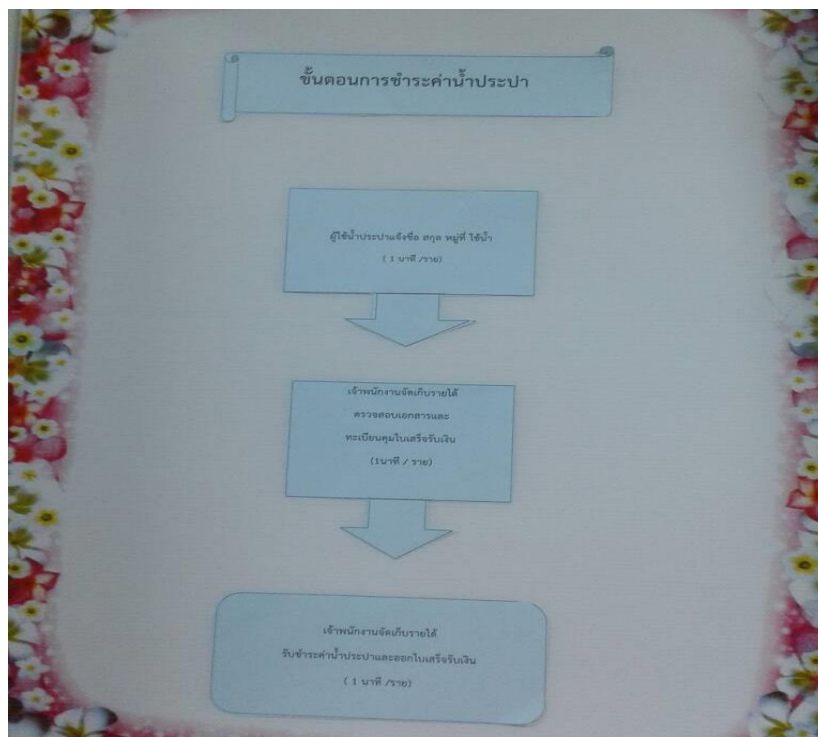 ขั้นตอนการชำระค่าน้ำประปา
ผู้ใช้น้ำประปาแจ้งชื่อ สกุล หมู่ที่ ใช้น้ำ
( 1 นาที /ราย)
เจ้าพนักงานจัดเก็บรายได้
ตรวจสอบเอกสารและ
ทะเบียนคุมใบเสร็จรับเงิน
(1นาที / ราย)
เจ้าพนักงานจัดเก็บรายได้
รับชำระค่าน้ำประปาและออกใบเสร็จรับเงิน
( 1 นาที /ราย)